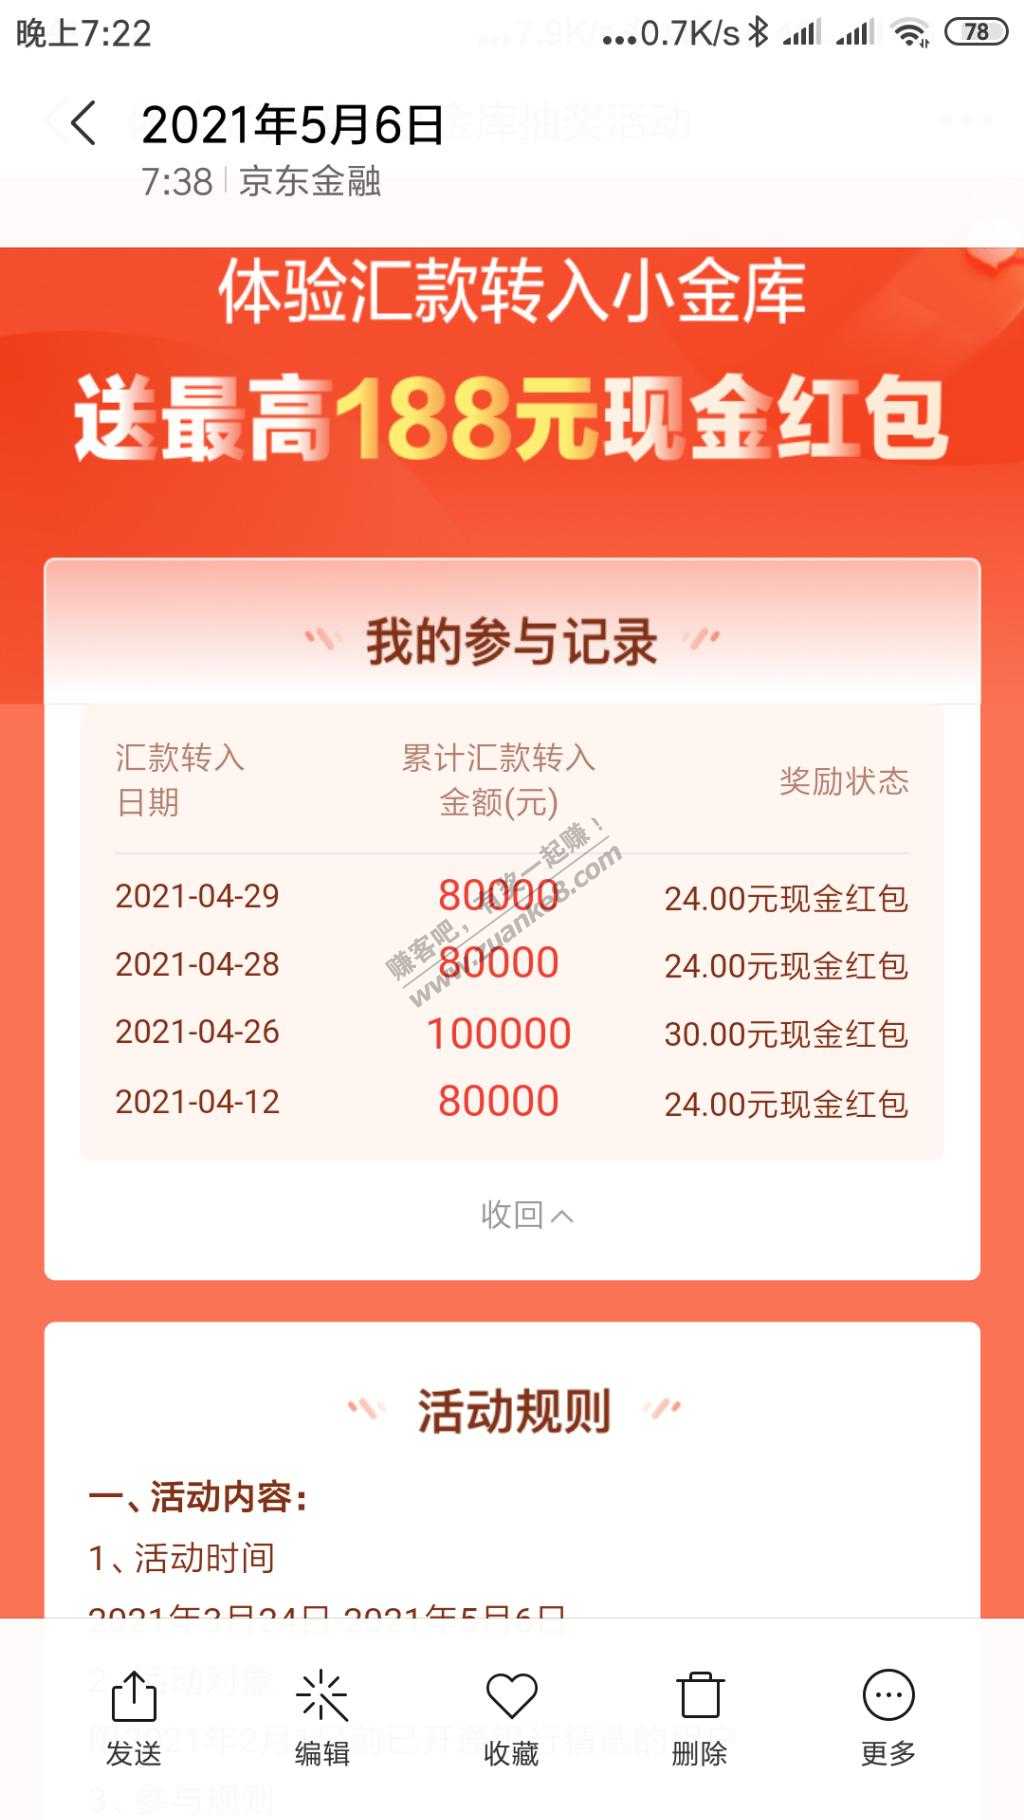 晚上7:22
...0.7K/s
78
2021年5月6日
7:38 | 京东金融
体验汇款转入小金库
送最高188元现金红包
我的参与记录
汇款转入日期
累计汇款转入金额(元)
奖励状态
2021-04-29 80000 24.00元现金红包
2021-04-28 80000 24.00元现金红包
2021-04-26 100000 30.00元现金红包
2021-04-12 80000 24.00元现金红包
赚客吧，有奖一起赚！
www.zuanke8.com
收回
活动规则
一、活动内容：
1、活动时间
2021年3月24日-2021年5月6日
3、参与规则
发送 编辑 收藏 删除 更多